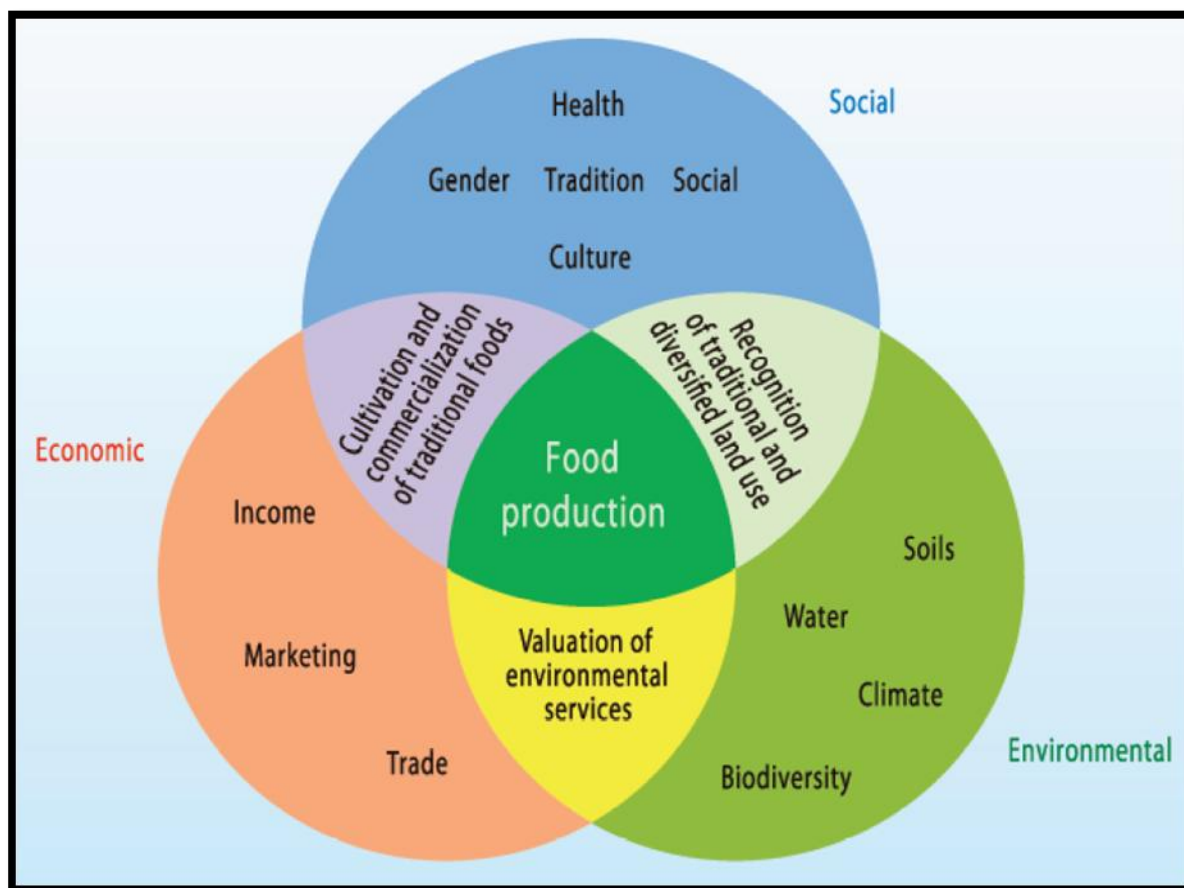 Health
Social
Gender Tradition Social
Culture
Cultivation and
commercialization
of traditional foods
Recognition
of traditional and
diversified land use
Economic
Food
production
Income
Soils
Water
Marketing
Valuation of
environmental
services
Climate
Trade
Biodiversity
Environmental